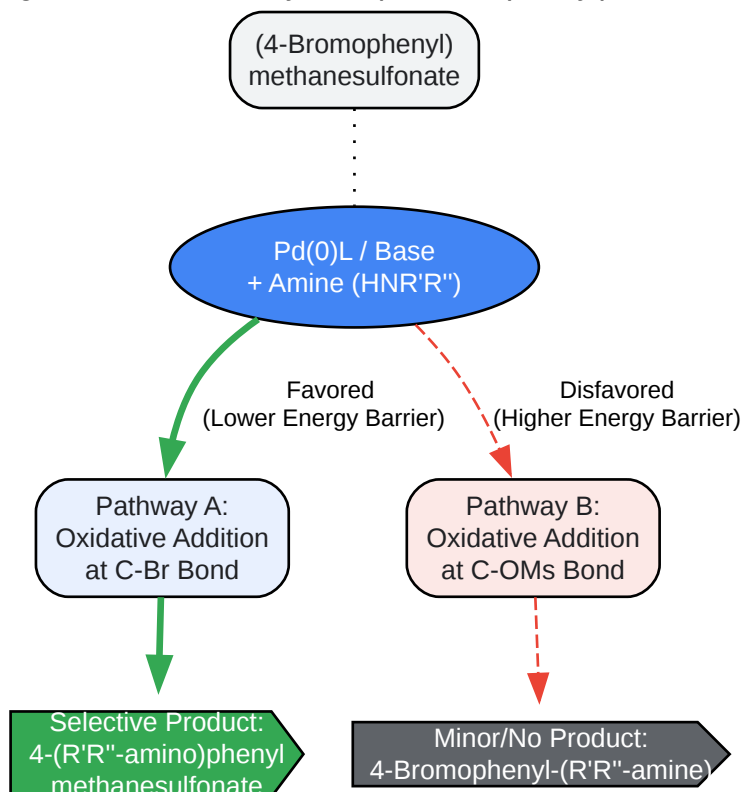 (4-Bromophenyl)
methanesulfonate
Pd(0)L / Base
+ Amine (HNR'R")
Favored
(Lower Energy Barrier)
Disfavored
(Higher Energy Barrier)
Pathway A:
Oxidative Addition
at C-Br Bond
Pathway B:
Oxidative Addition
at C-OMs Bond
Selective Product:
4-(R'R"-amino)phenyl
methanesulfonate
Minor/No Product:
4-Bromophenyl-(R'R"-amine)